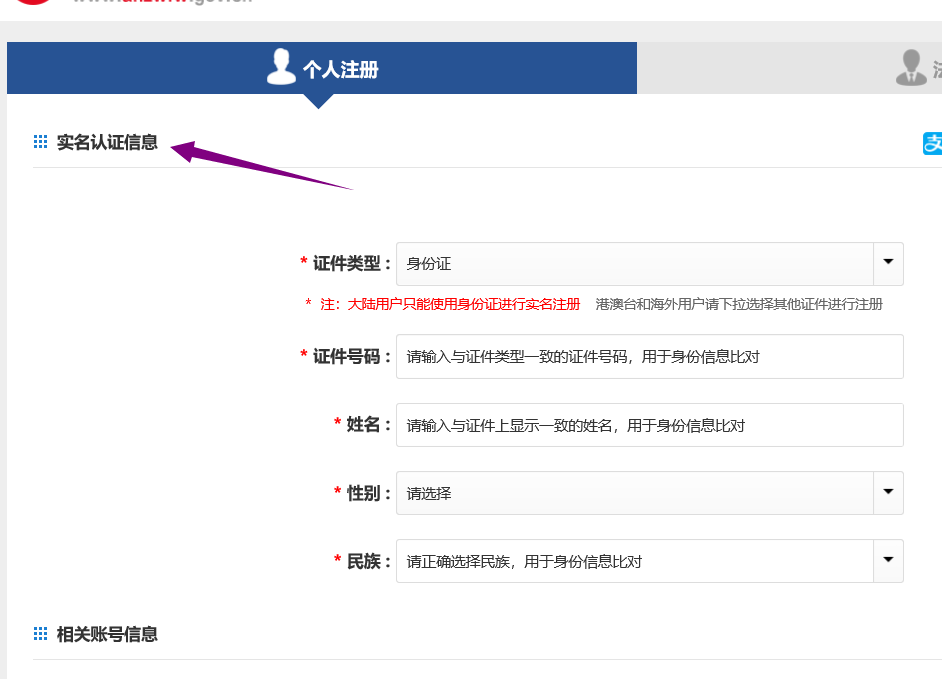 个人注册
实名认证信息
* 证件类型：
身份证
* 注：大陆用户只能使用身份证进行实名注册 港澳台和海外用户请下拉选择其他证件进行注册
* 证件号码：
请输入与证件类型一致的证件号码，用于身份信息比对
* 姓名：
请输入与证件上显示一致的姓名，用于身份信息比对
* 性别：
请选择
* 民族：
请正确选择民族，用于身份信息比对
相关账号信息